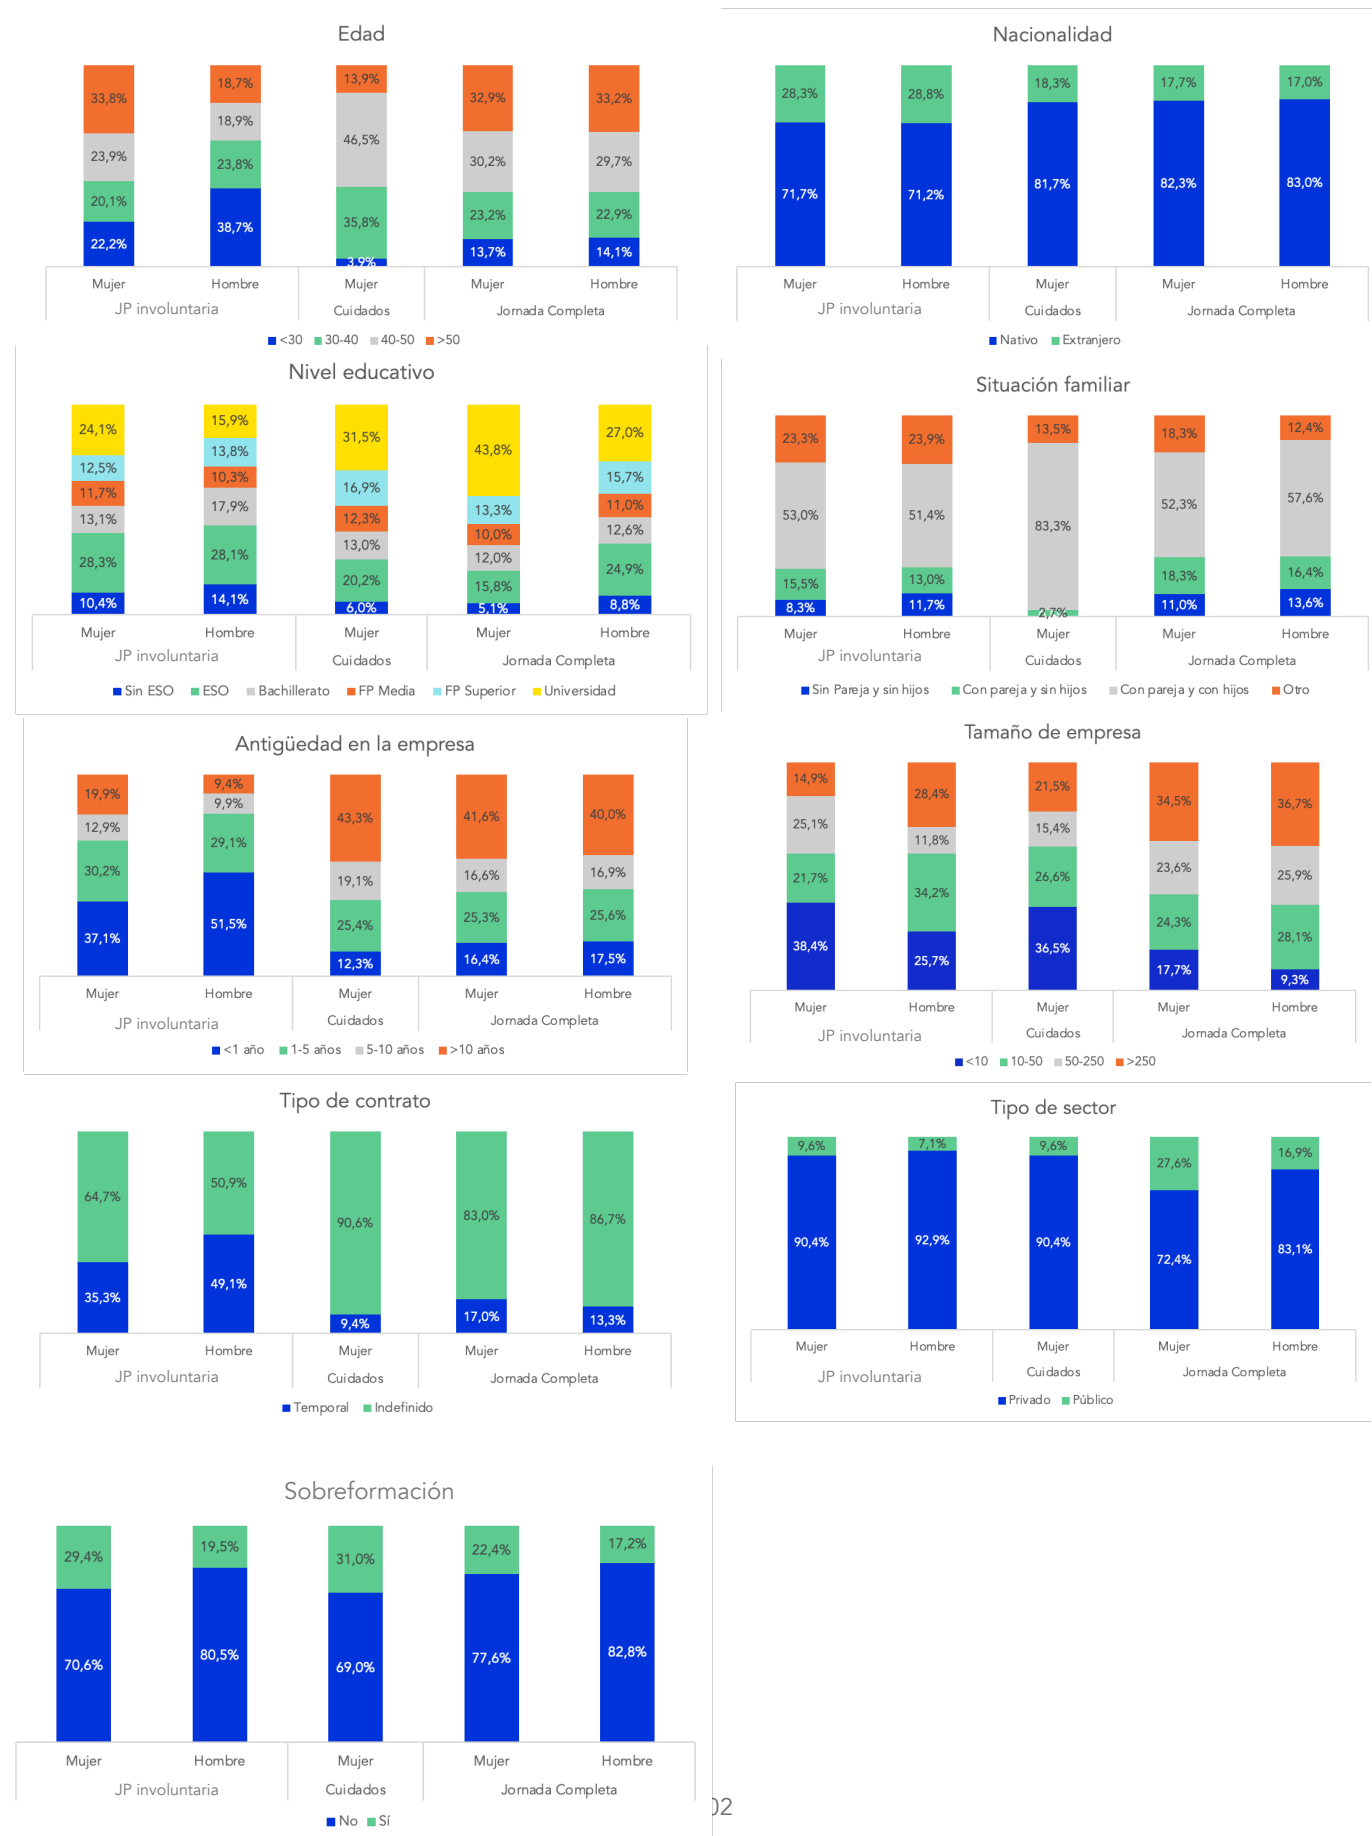 Edad
33,8% 18,7% 13,9% 32,9% 33,2%
23,9% 18,9% 46,5% 30,2% 29,7%
20,1% 23,8% 35,8% 23,2% 22,9%
22,2% 38,7% 3,9% 13,7% 14,1%
Mujer Hombre Mujer Mujer Hombre
JP involuntaria Cuidados Jornada Completa
<30 30-40 40-50 >50
Nacionalidad
28,3% 28,8% 18,3% 17,7% 17,0%
71,7% 71,2% 81,7% 82,3% 83,0%
Mujer Hombre Mujer Mujer Hombre
JP involuntaria Cuidados Jornada Completa
Nativo Extranjero
Nivel educativo
24,1% 15,9% 31,5% 43,8% 27,0%
12,5% 13,8% 16,9% 13,3% 15,7%
11,7% 10,3% 12,3% 10,0% 11,0%
13,1% 17,9% 13,0% 12,0% 12,6%
28,3% 28,1% 20,2% 15,8% 24,9%
10,4% 14,1% 6,0% 5,1% 8,8%
Mujer Hombre Mujer Mujer Hombre
JP involuntaria Cuidados Jornada Completa
Sin ESO ESO Bachillerato FP Media FP Superior Universidad
Situación familiar
23,3% 23,9% 13,5% 18,3% 12,4%
53,0% 51,4% 83,3% 52,3% 57,6%
15,5% 13,0% 2,7% 18,3% 16,4%
8,3% 11,7% 11,0% 13,6%
Mujer Hombre Mujer Mujer Hombre
JP involuntaria Cuidados Jornada Completa
Sin Pareja y sin hijos Con pareja y sin hijos Con pareja y con hijos Otro
Antigüedad en la empresa
19,9% 9,4% 43,3% 41,6% 40,0%
12,9% 9,9% 19,1% 16,6% 16,9%
30,2% 29,1% 25,4% 25,3% 25,6%
37,1% 51,5% 12,3% 16,4% 17,5%
Mujer Hombre Mujer Mujer Hombre
JP involuntaria Cuidados Jornada Completa
<1 año 1-5 años 5-10 años >10 años
Tamaño de empresa
14,9% 28,4% 21,5% 34,5% 36,7%
25,1% 11,8% 15,4% 23,6% 25,9%
21,7% 34,2% 26,6% 24,3% 28,1%
38,4% 25,7% 36,5% 17,7% 9,3%
Mujer Hombre Mujer Mujer Hombre
JP involuntaria Cuidados Jornada Completa
<10 10-50 50-250 >250
Tipo de contrato
64,7% 50,9% 90,6% 83,0% 86,7%
35,3% 49,1% 9,4% 17,0% 13,3%
Mujer Hombre Mujer Mujer Hombre
JP involuntaria Cuidados Jornada Completa
Temporal Indefinido
Tipo de sector
9,6% 7,1% 9,6% 27,6% 16,9%
90,4% 92,9% 90,4% 72,4% 83,1%
Mujer Hombre Mujer Mujer Hombre
JP involuntaria Cuidados Jornada Completa
Privado Público
Sobreformación
29,4% 19,5% 31,0% 22,4% 17,2%
70,6% 80,5% 69,0% 77,6% 82,8%
Mujer Hombre Mujer Mujer Hombre
JP involuntaria Cuidados Jornada Completa
No Sí
02